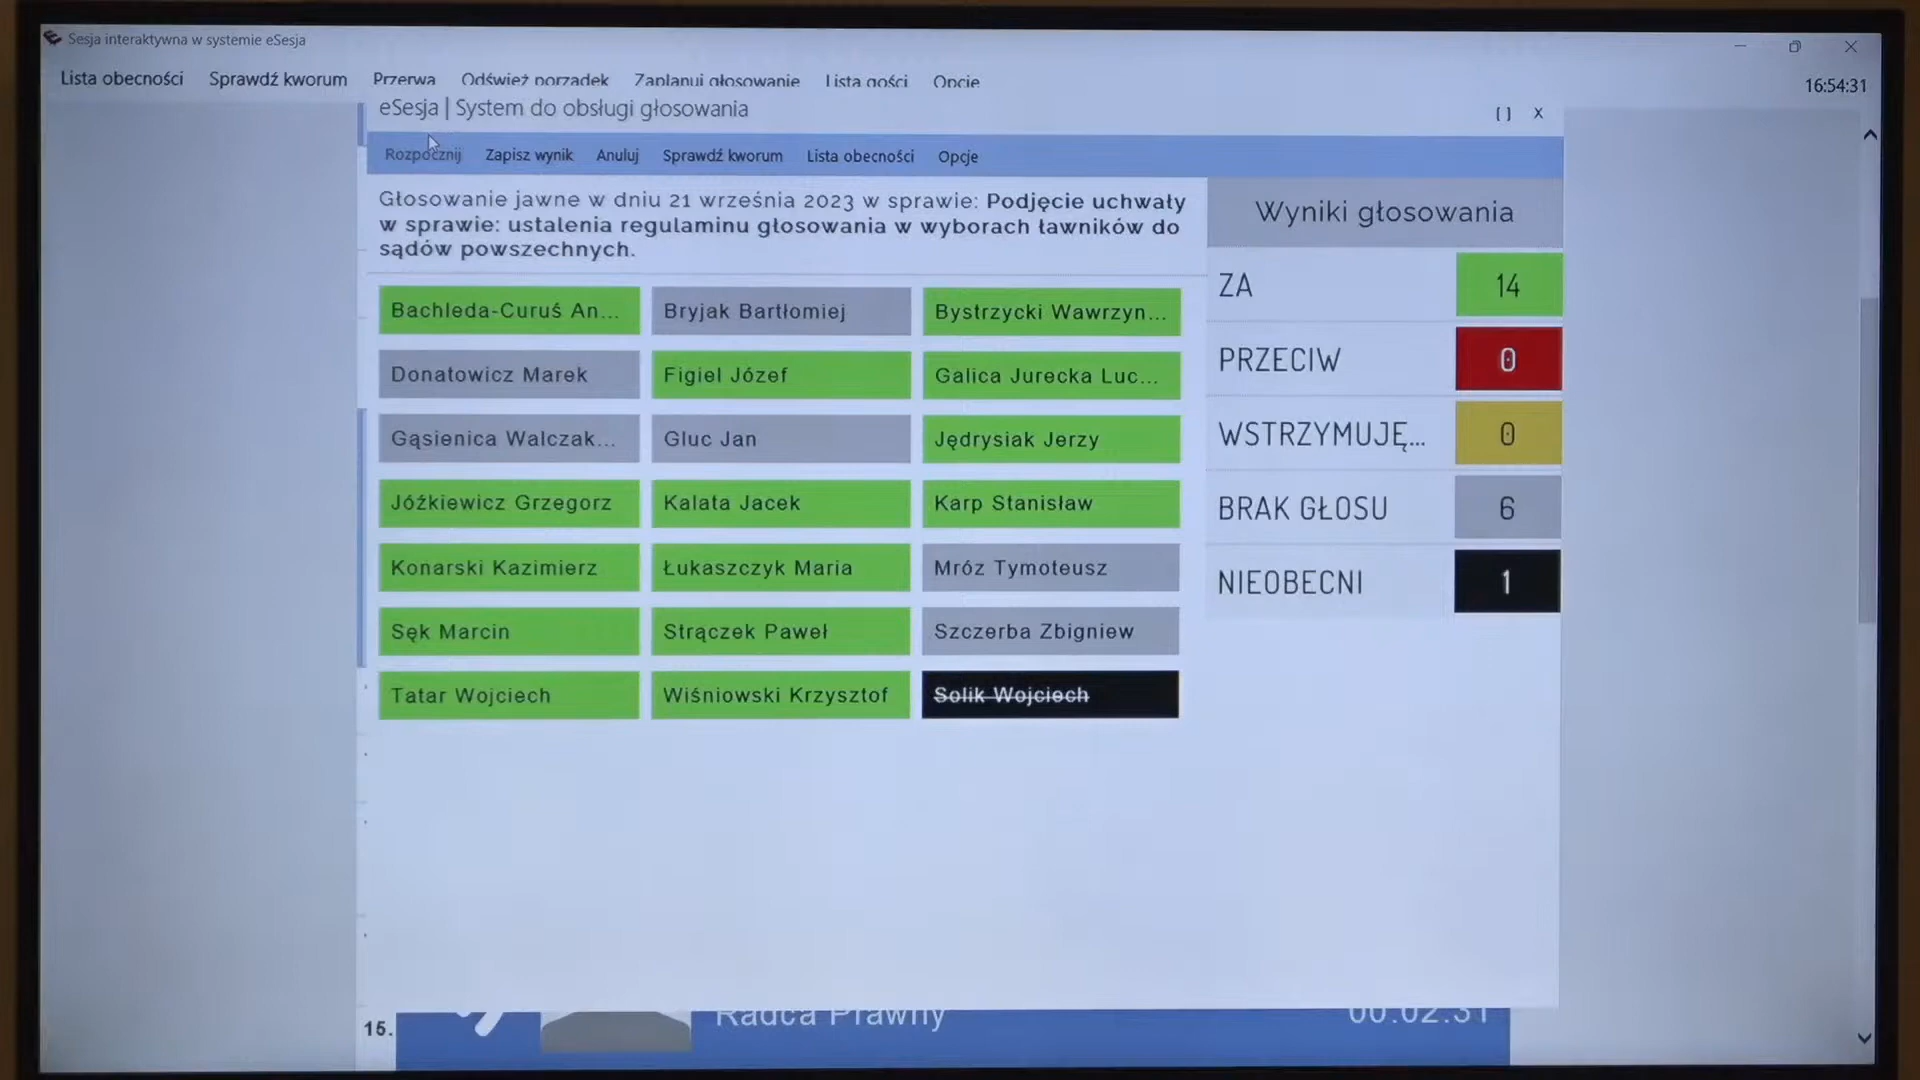 Sesja interaktywna w systemie eSesja
Lista obecności Sprawdź kworum Przerwa Odśwież porządek Zaplanuj głosowanie Lista gości Opcje 16:54:31
eSesja | System do obsługi głosowania [ ] X
Rozpocznij Zapisz wynik Anuluj Sprawdź kworum Lista obecności Opcje
Głosowanie jawne w dniu 21 września 2023 w sprawie: Podjęcie uchwały
w sprawie: ustalenia regulaminu głosowania w wyborach ławników do
sądów powszechnych.
Wyniki głosowania
Bachleda-Curuś An... Bryjak Bartłomiej Bystrzycki Wawrzyn...
Donatowicz Marek Figiel Józef Galica Jurecka Luc...
Gąsienica Walczak... Gluc Jan Jędrysiak Jerzy
Jóźkiewicz Grzegorz Kalata Jacek Karp Stanisław
Konarski Kazimierz Łukaszczyk Maria Mróz Tymoteusz
Sęk Marcin Strączek Paweł Szczerba Zbigniew
Tatar Wojciech Wiśniowski Krzysztof Solik Wojciech
ZA 14
PRZECIW 0
WSTRZYMUJĘ... 0
BRAK GŁOSU 6
NIEOBECNI 1
15. Radca Prawny 00:02:31